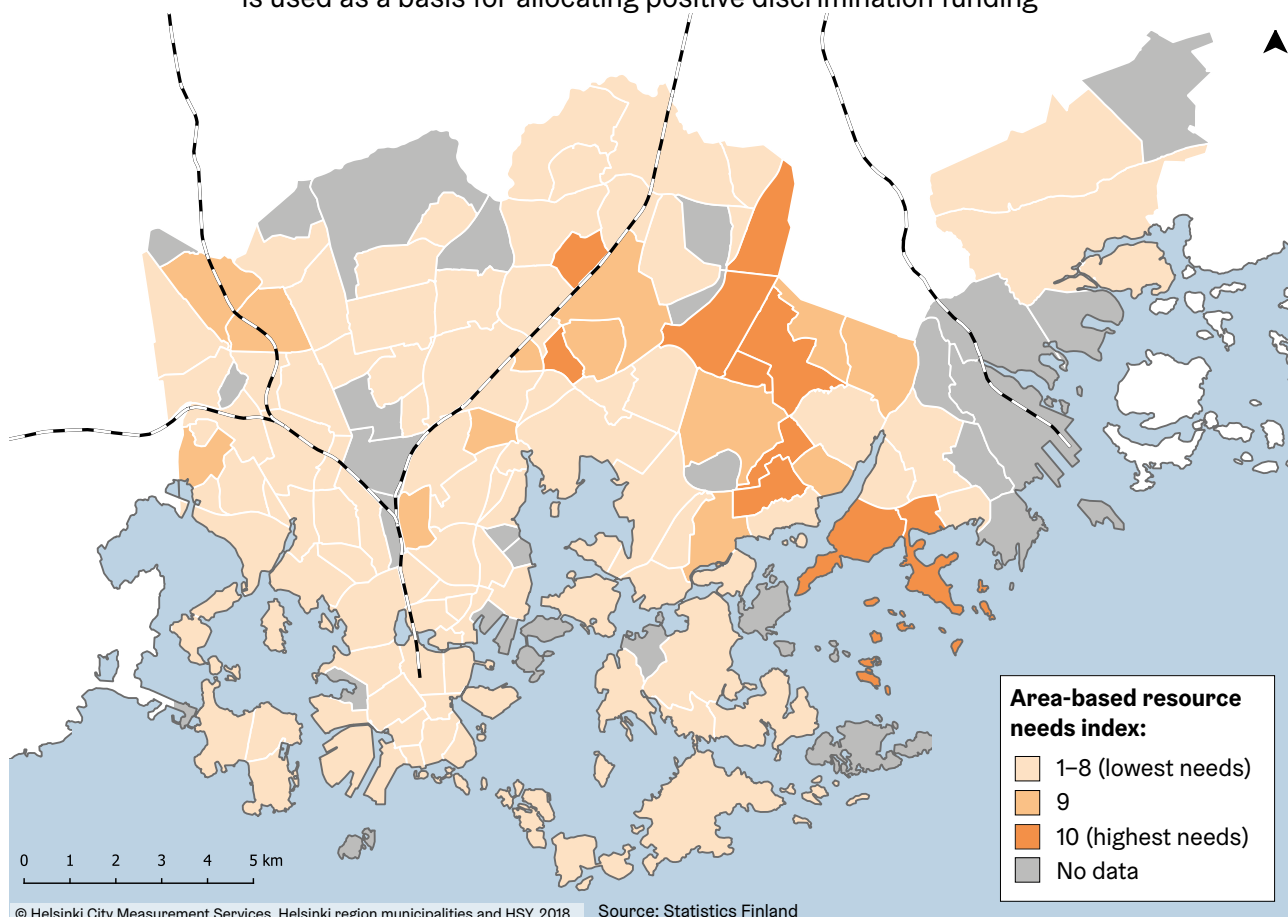 is used as a basis for allocating positive discrimination funding
Area-based resource
needs index:
1–8 (lowest needs)
9
10 (highest needs)
No data
0 1 2 3 4 5 km
© Helsinki City Measurement Services, Helsinki region municipalities and HSY, 2018
Source: Statistics Finland